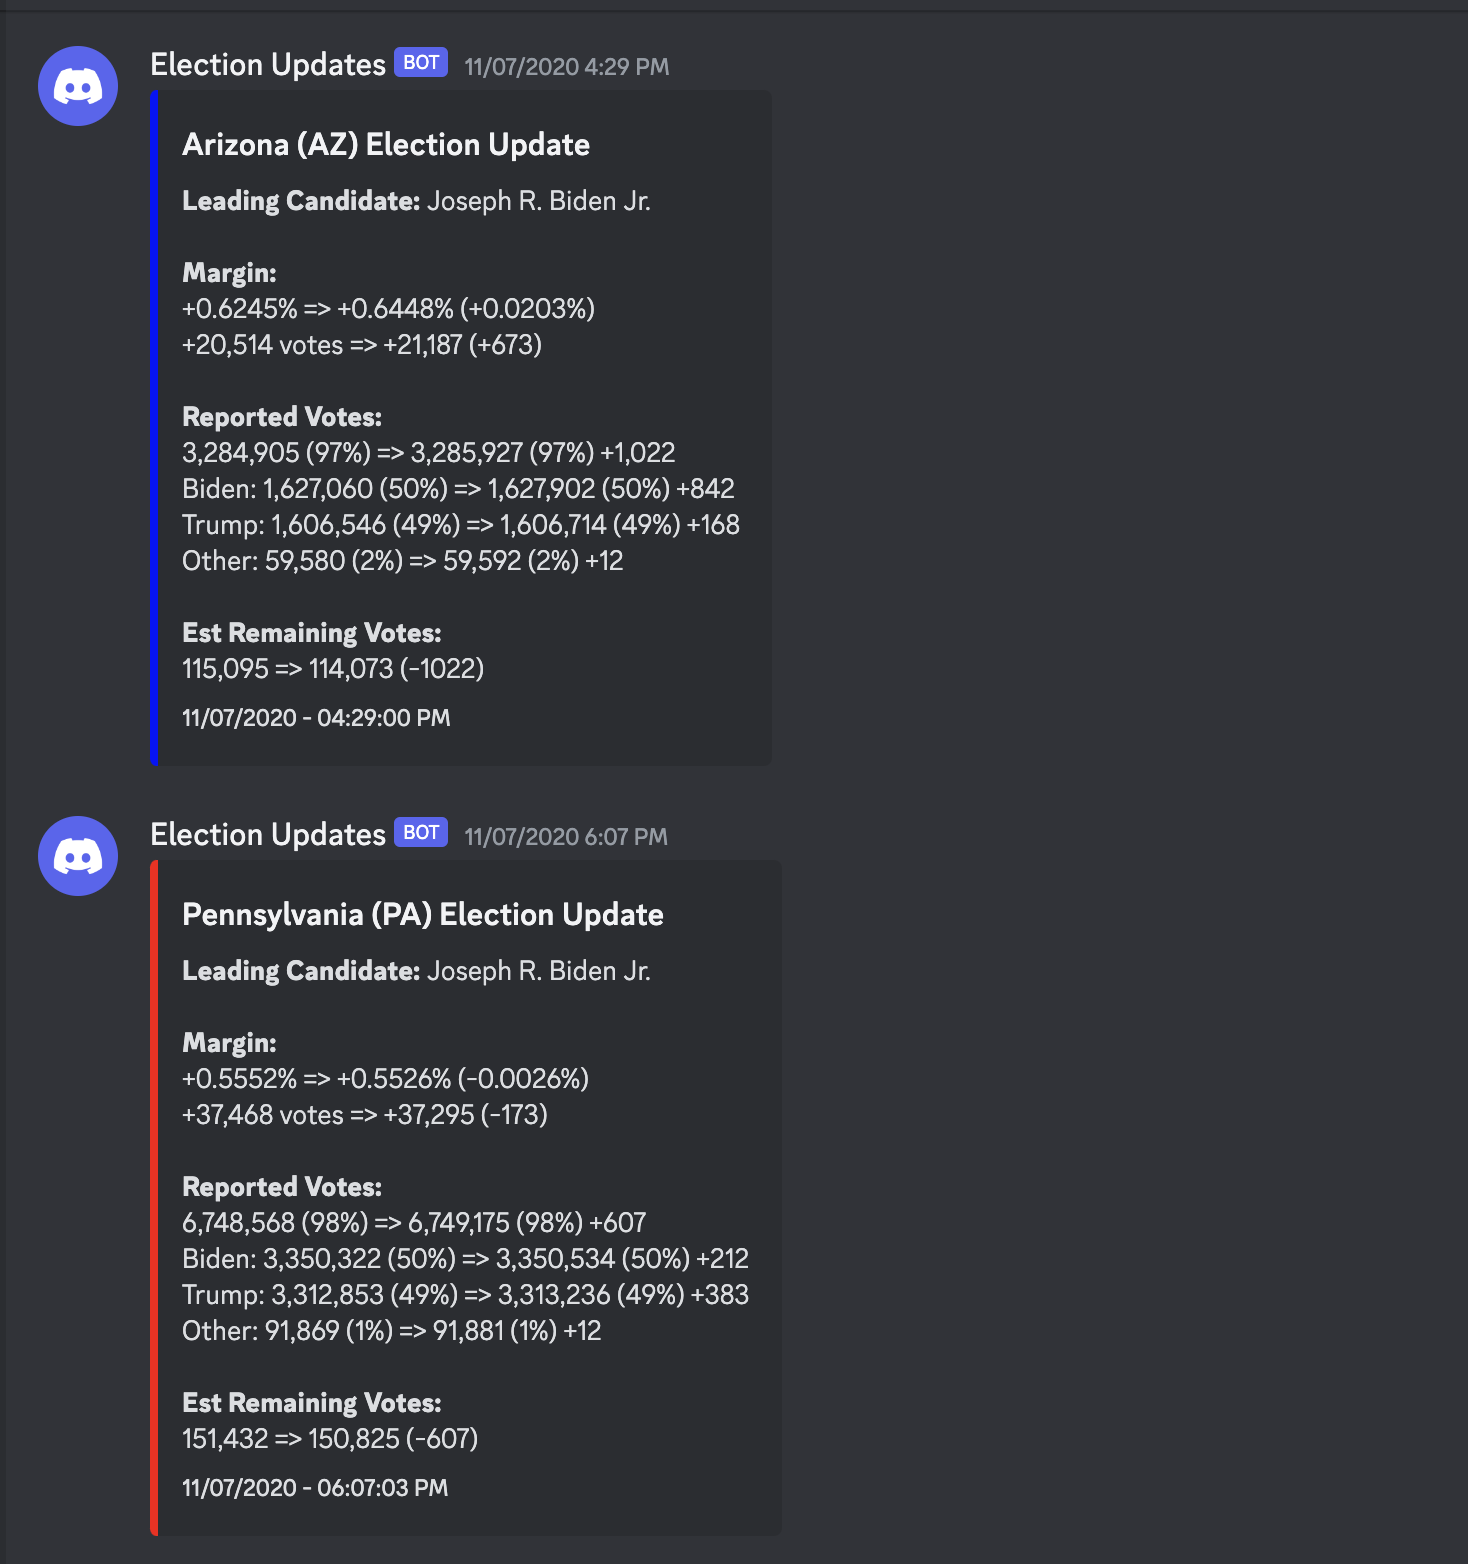 Election Updates BOT 11/07/2020 4:29 PM
Arizona (AZ) Election Update
Leading Candidate: Joseph R. Biden Jr.
Margin:
+0.6245% => +0.6448% (+0.0203%)
+20,514 votes => +21,187 (+673)
Reported Votes:
3,284,905 (97%) => 3,285,927 (97%) +1,022
Biden: 1,627,060 (50%) => 1,627,902 (50%) +842
Trump: 1,606,546 (49%) => 1,606,714 (49%) +168
Other: 59,580 (2%) => 59,592 (2%) +12
Est Remaining Votes:
115,095 => 114,073 (-1022)
11/07/2020 - 04:29:00 PM
Election Updates BOT 11/07/2020 6:07 PM
Pennsylvania (PA) Election Update
Leading Candidate: Joseph R. Biden Jr.
Margin:
+0.5552% => +0.5526% (-0.0026%)
+37,468 votes => +37,295 (-173)
Reported Votes:
6,748,568 (98%) => 6,749,175 (98%) +607
Biden: 3,350,322 (50%) => 3,350,534 (50%) +212
Trump: 3,312,853 (49%) => 3,313,236 (49%) +383
Other: 91,869 (1%) => 91,881 (1%) +12
Est Remaining Votes:
151,432 => 150,825 (-607)
11/07/2020 - 06:07:03 PM